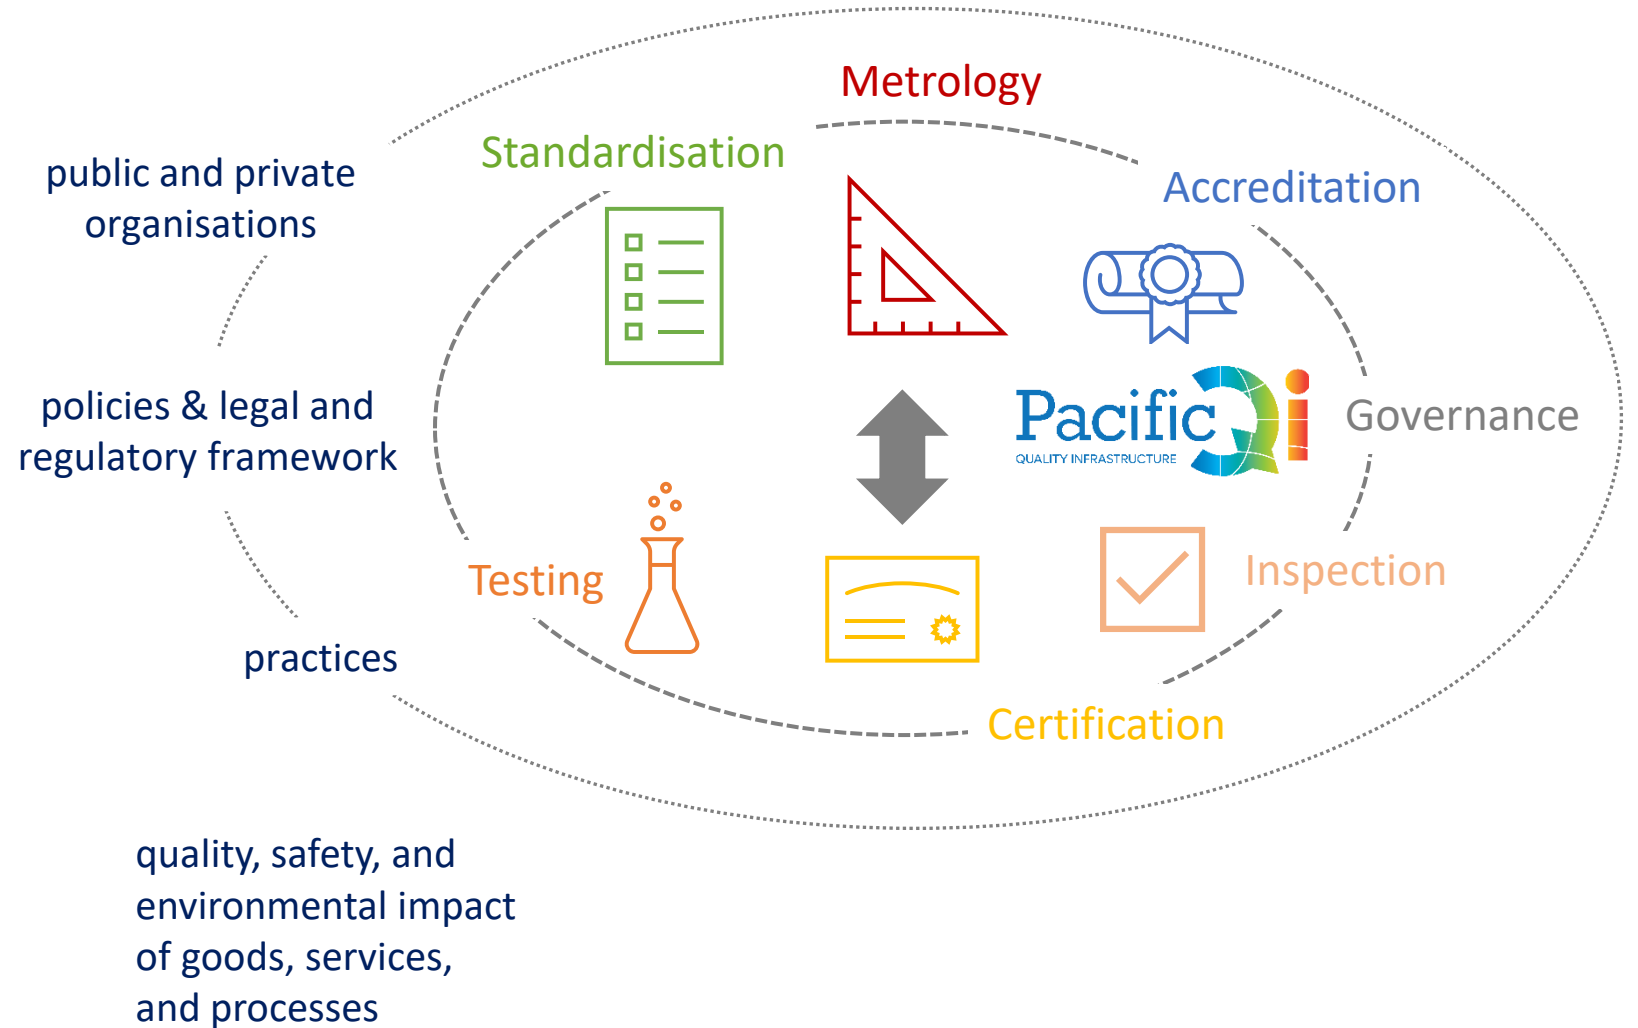 Metrology
Standardisation
Accreditation
public and private
organisations
policies & legal and
regulatory framework
Pacific Qi
QUALITY INFRASTRUCTURE
Governance
Testing
Inspection
practices
Certification
quality, safety, and
environmental impact
of goods, services,
and processes